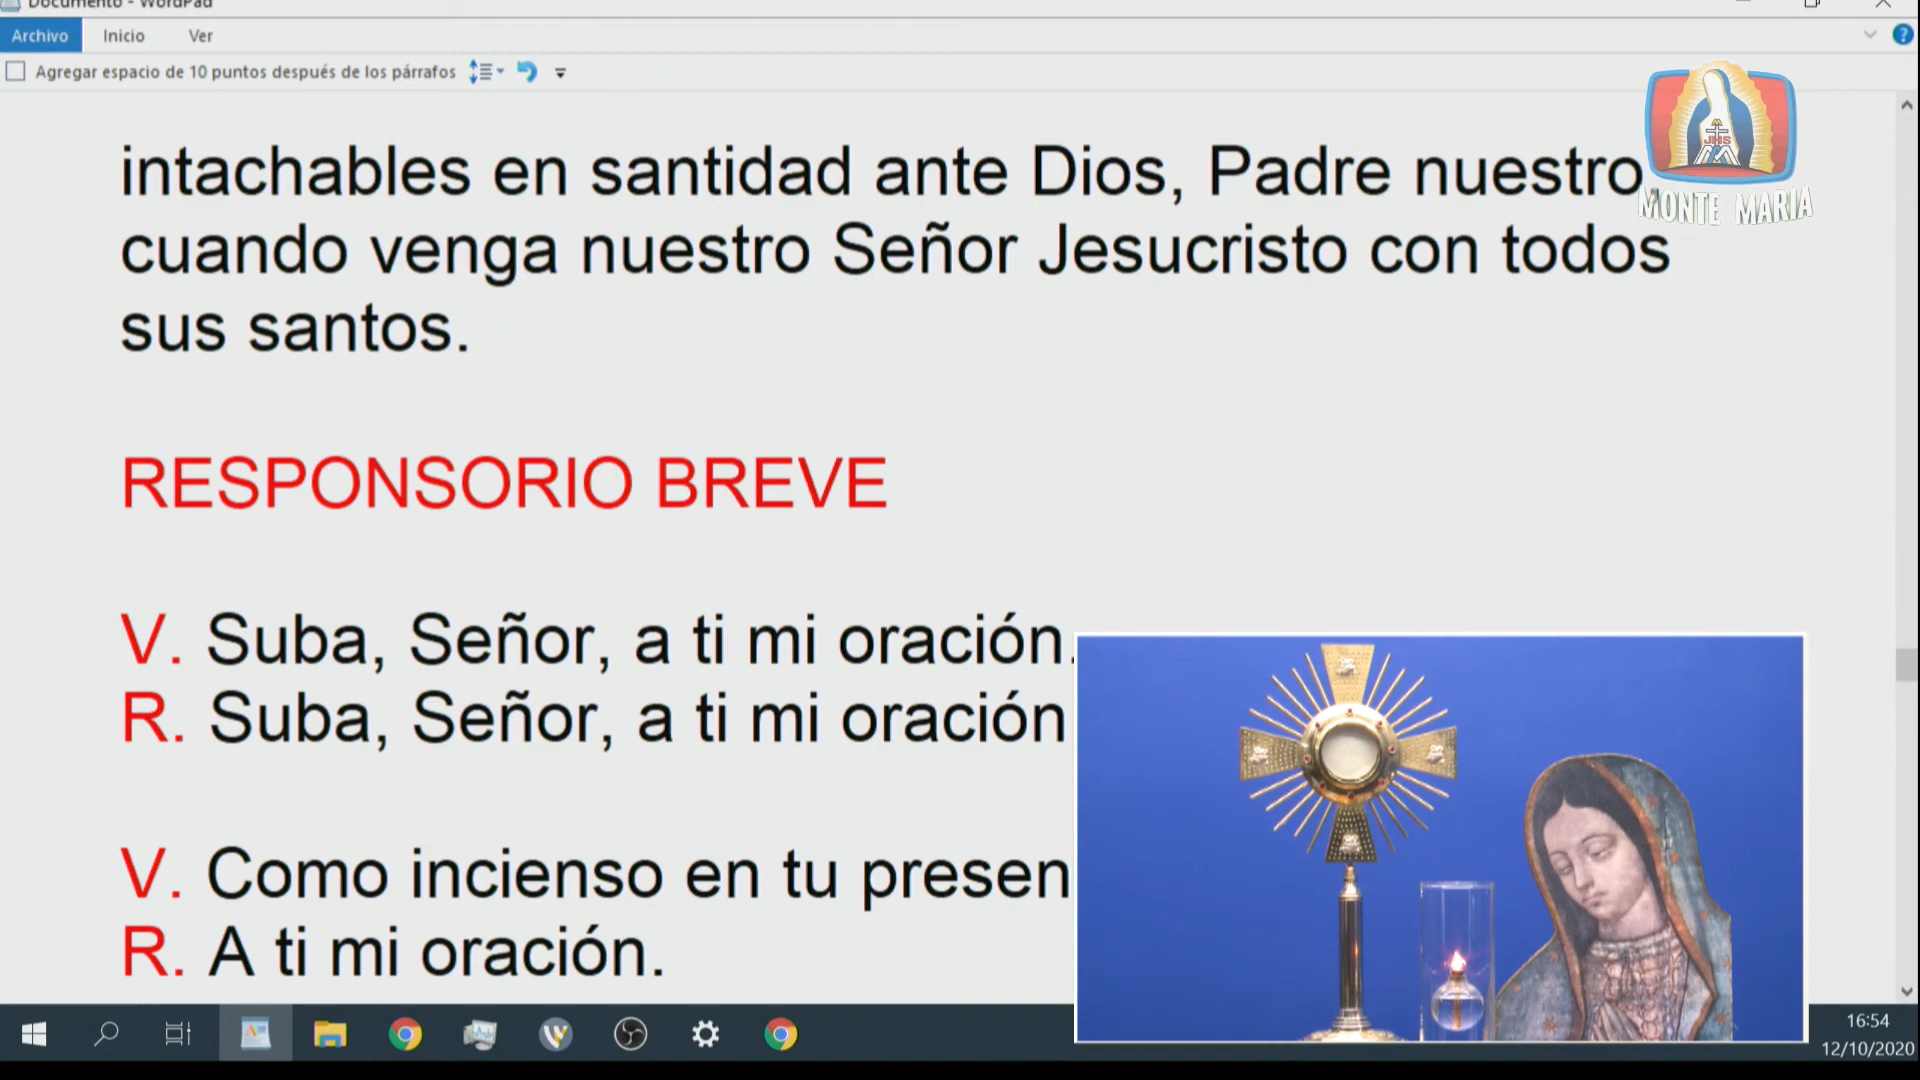 Documento - WordPad
Archivo Inicio Ver
Agregar espacio de 10 puntos después de los párrafos
intachables en santidad ante Dios, Padre nuestro
cuando venga nuestro Señor Jesucristo con todos
sus santos.
JHS
MONTE MARIA
RESPONSORIO BREVE
V. Suba, Señor, a ti mi oración.
R. Suba, Señor, a ti mi oración
V. Como incienso en tu presen
R. A ti mi oración.
16:54
12/10/2020